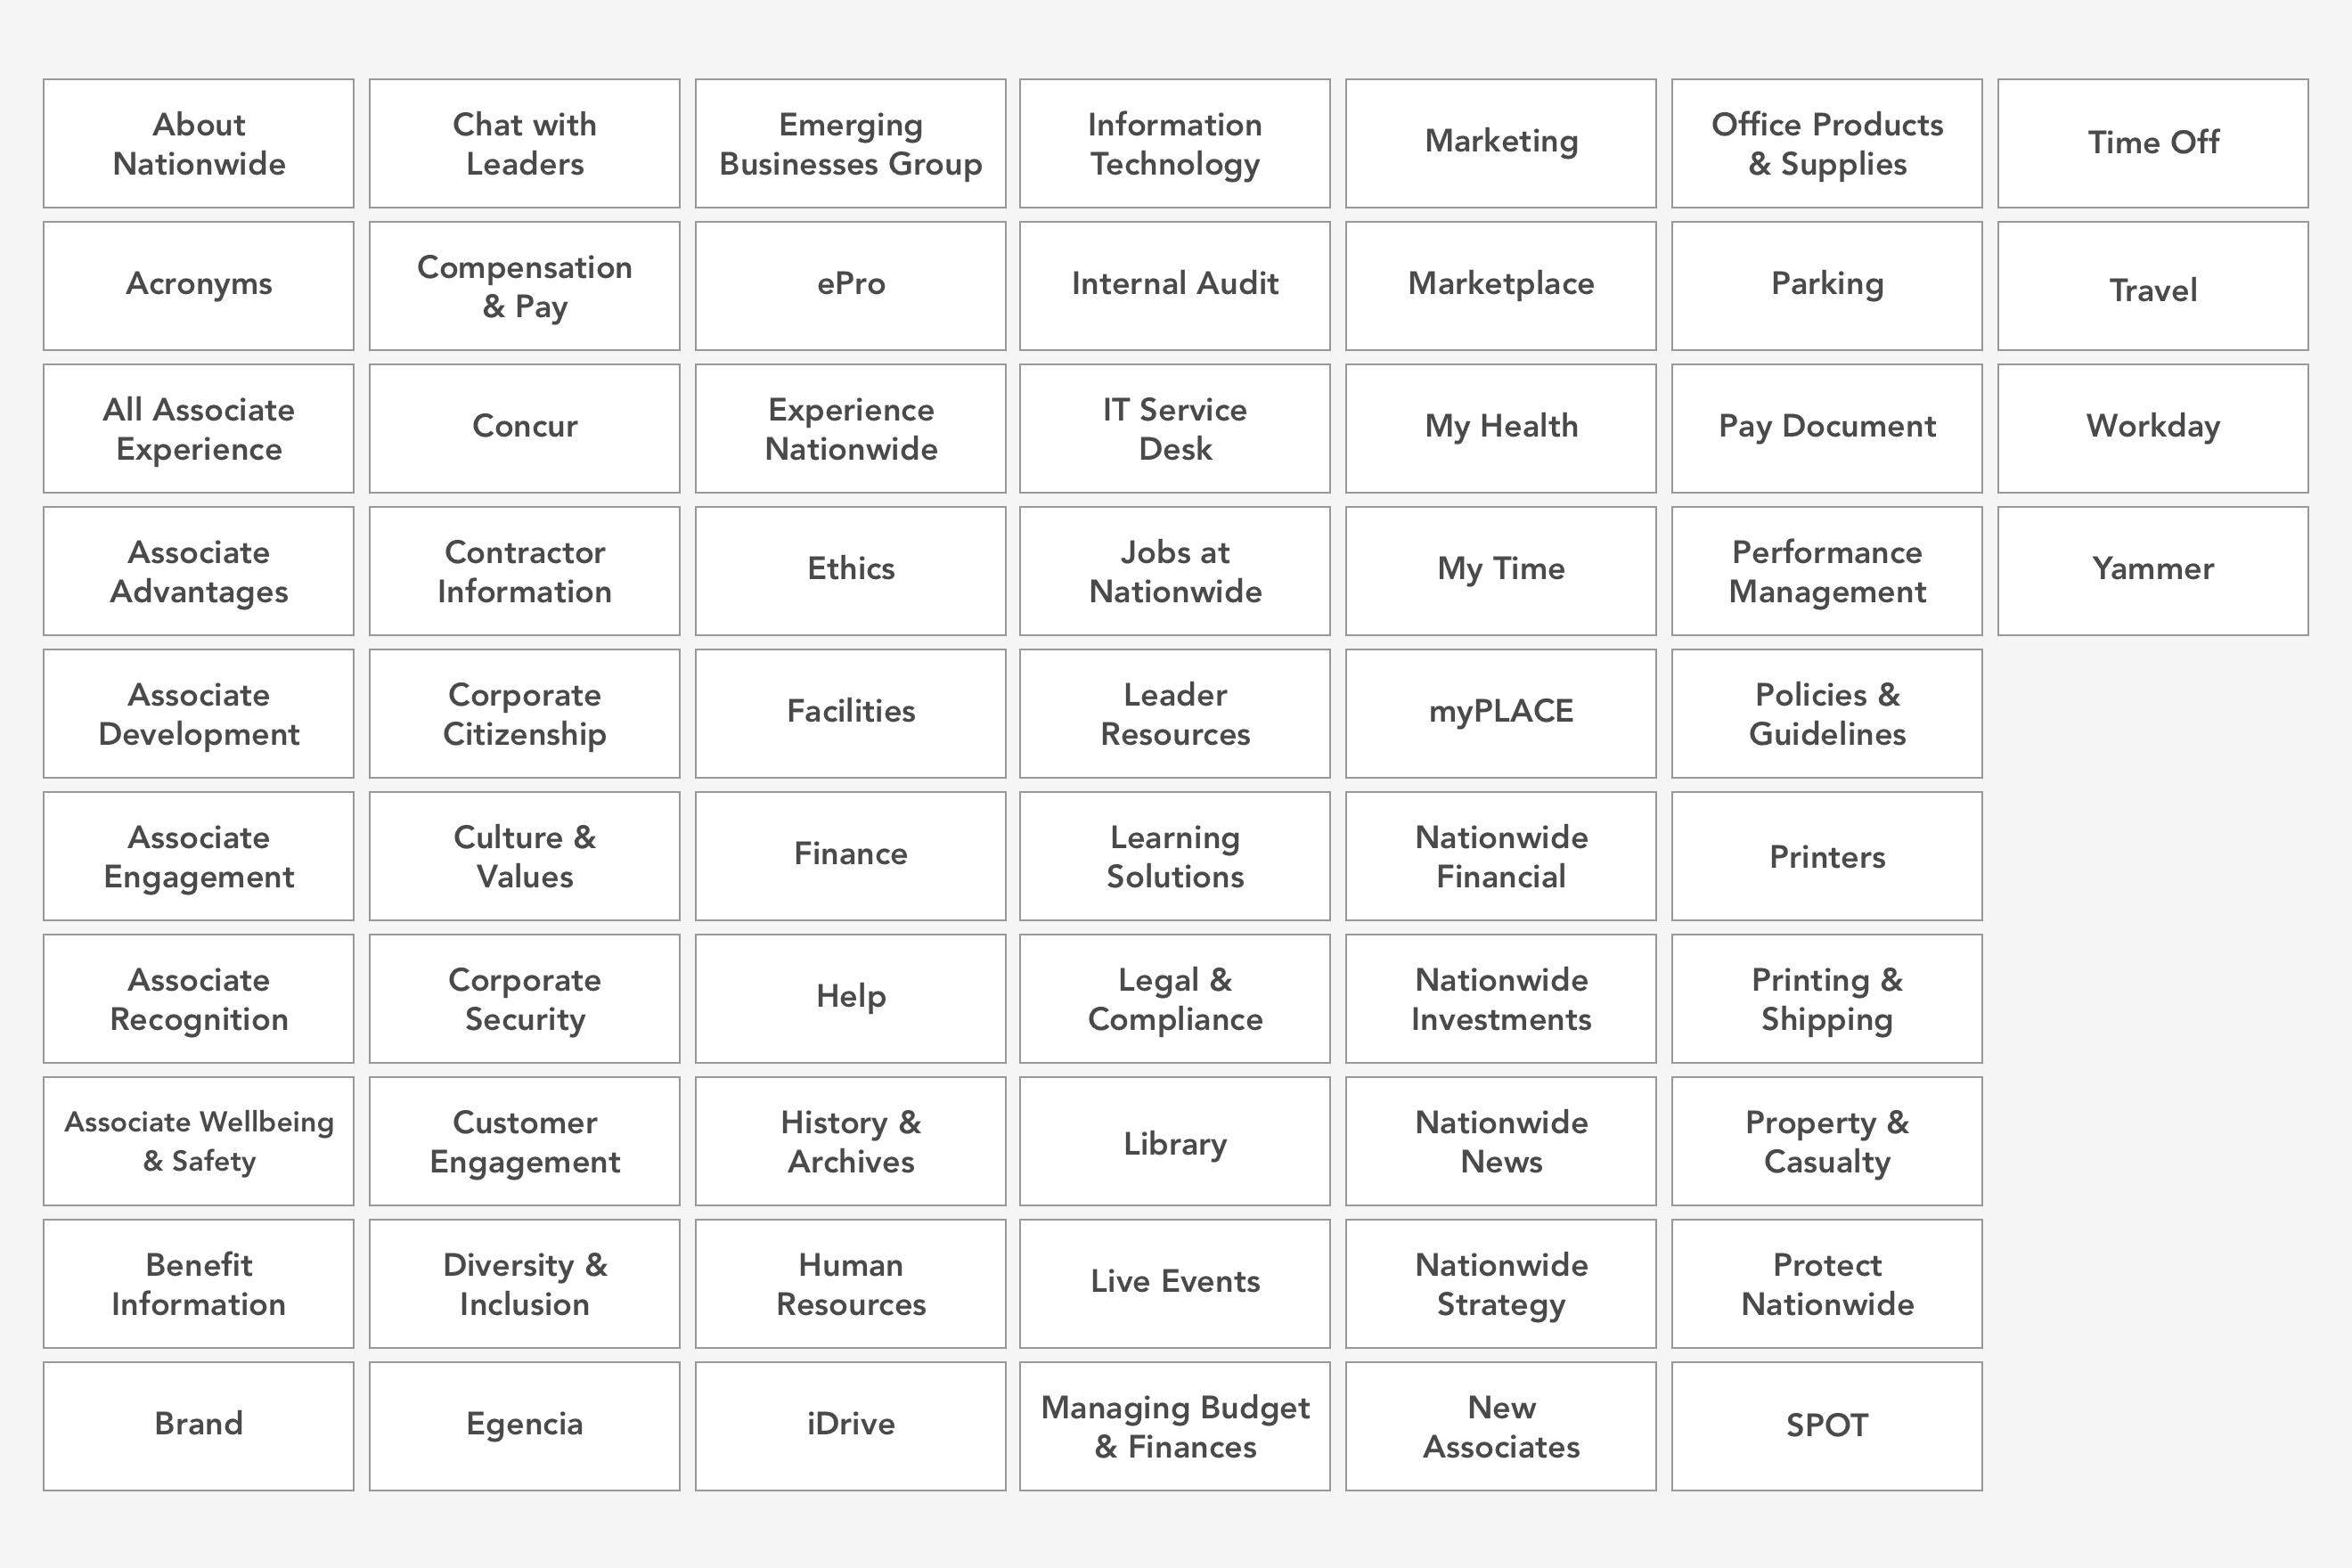 About
Nationwide
Acronyms
All Associate
Experience
Associate
Advantages
Associate
Development
Associate
Engagement
Associate
Recognition
Associate Wellbeing
& Safety
Benefit
Information
Brand
Chat with
Leaders
Compensation
& Pay
Concur
Contractor
Information
Corporate
Citizenship
Culture &
Values
Corporate
Security
Customer
Engagement
Diversity &
Inclusion
Egencia
Emerging
Businesses Group
ePro
Experience
Nationwide
Ethics
Facilities
Finance
Help
History &
Archives
Human
Resources
iDrive
Information
Technology
Internal Audit
IT Service
Desk
Jobs at
Nationwide
Leader
Resources
Learning
Solutions
Legal &
Compliance
Library
Live Events
Managing Budget
& Finances
Marketing
Marketplace
My Health
My Time
myPLACE
Nationwide
Financial
Nationwide
Investments
Nationwide
News
Nationwide
Strategy
New
Associates
Office Products
& Supplies
Parking
Pay Document
Performance
Management
Policies &
Guidelines
Printers
Printing &
Shipping
Property &
Casualty
Protect
Nationwide
SPOT
Time Off
Travel
Workday
Yammer